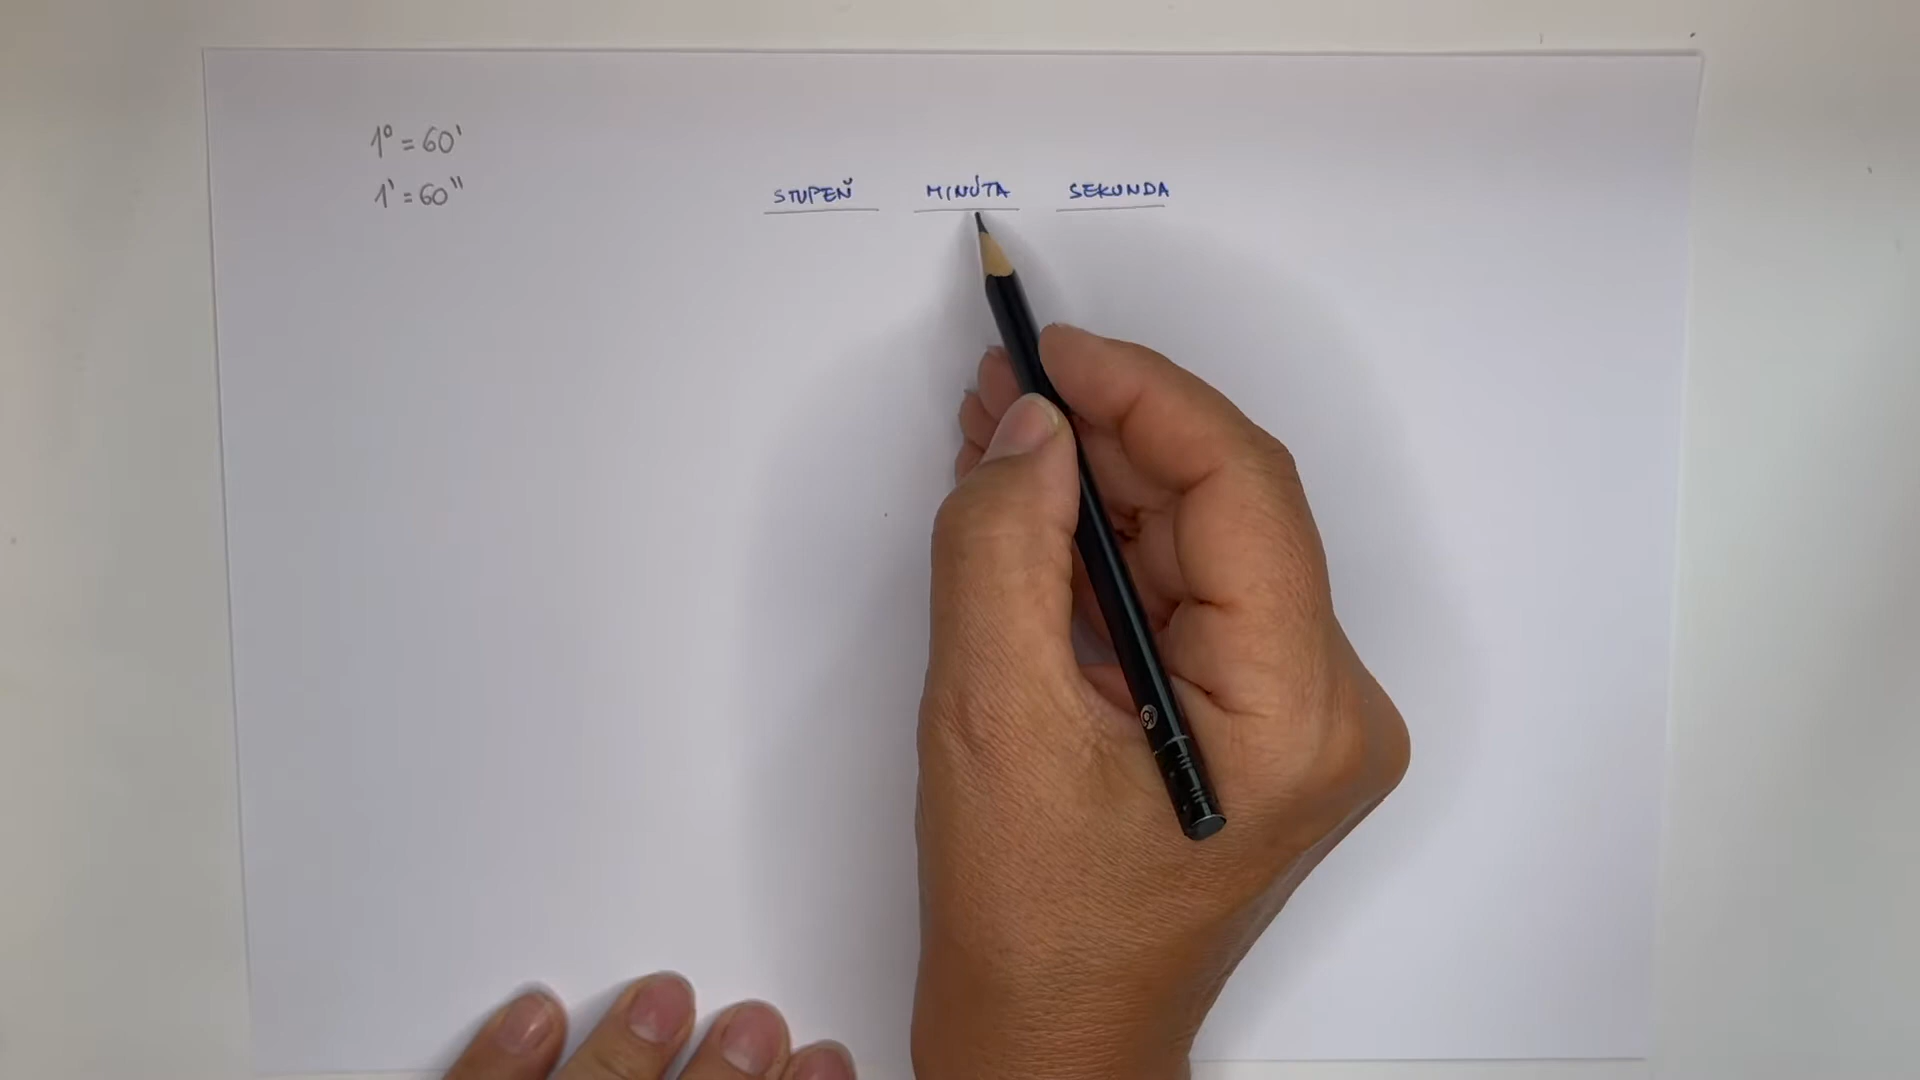 1° = 60'
1' = 60"
STUPEŇ MINÚTA SEKUNDA